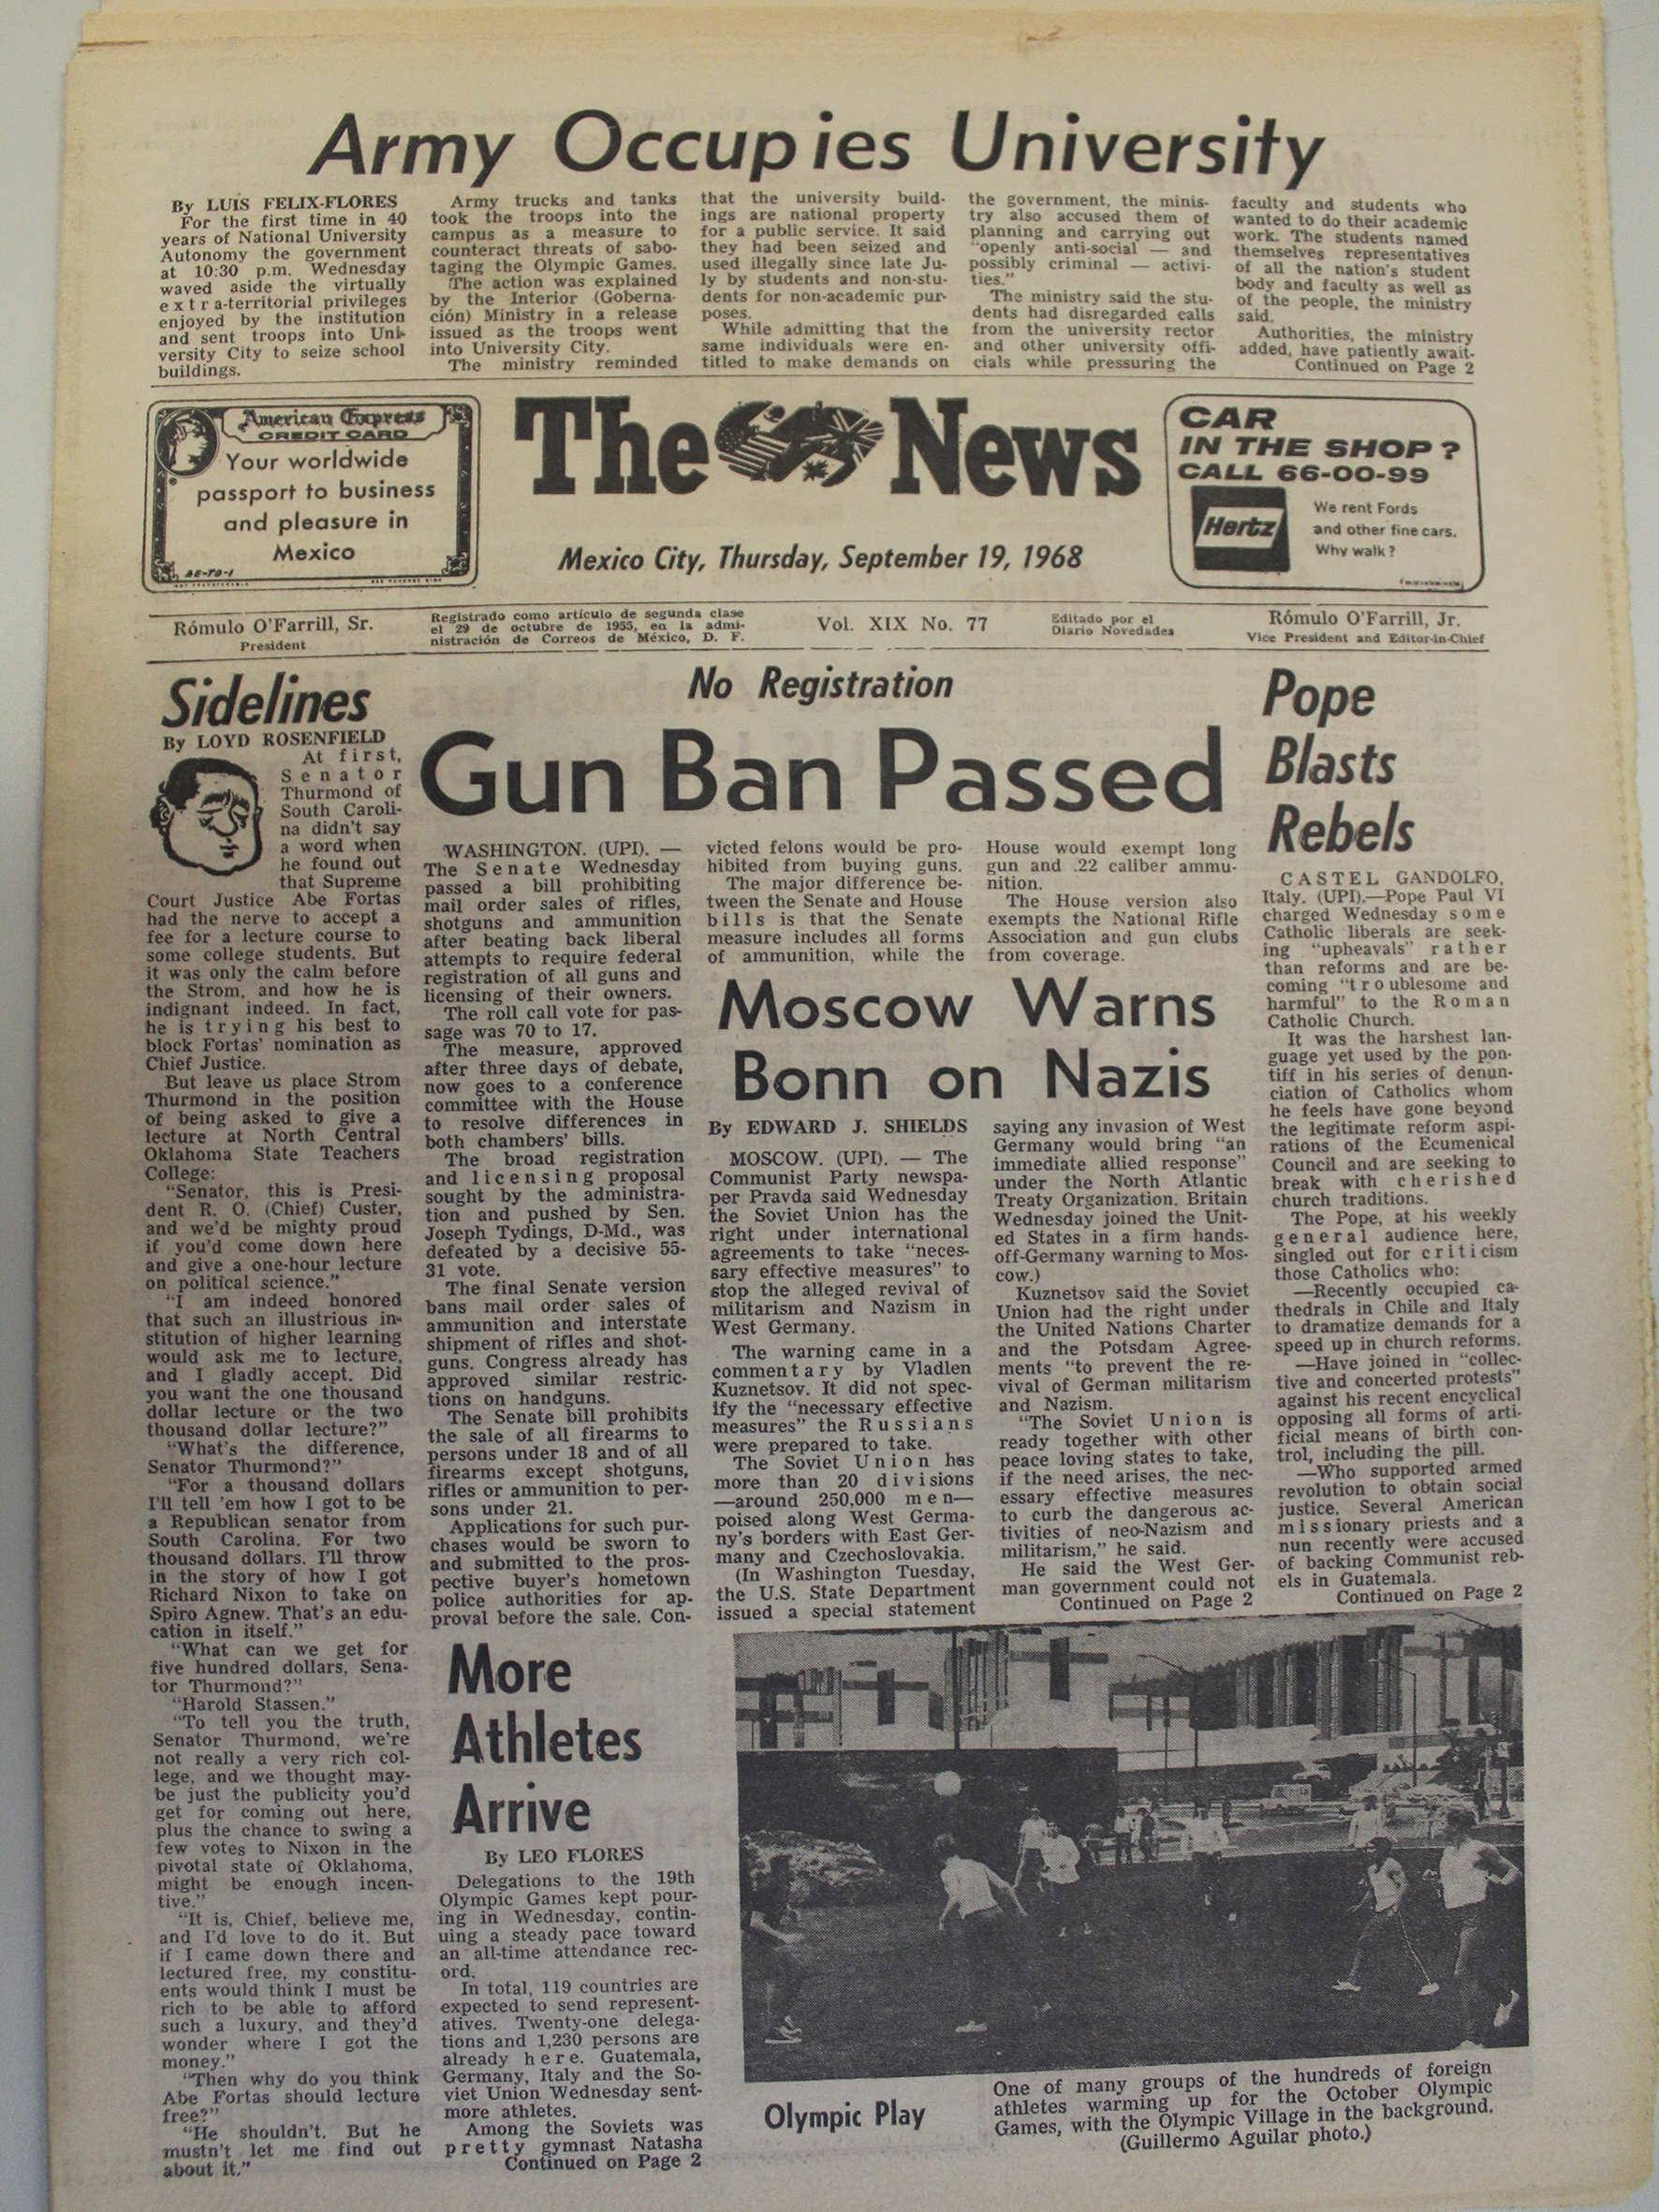 Army Occupies University
By LUIS FELIX-FLORES
For the first time in 40
years of National University
Autonomy the government
at 10:30 p.m. Wednesday
waved aside the virtually
extra-territorial privileges
enjoyed by the institution
and sent troops into Uni-
versity City to seize school
buildings.
Army trucks and tanks
took the troops into the
campus as a measure to
counteract threats of sabo-
taging the Olympic Games.
The action was explained
by the Interior (Goberna-
ción) Ministry in a release
issued as the troops went
into University City.
The ministry reminded
that the university build-
ings are national property
for a public service. It said
they had been seized and
used illegally since late Ju-
ly by students and non-stu-
dents for non-academic pur-
poses.
While admitting that the
same individuals were en-
titled to make demands on
the government, the minis-
try also accused them of
planning and carrying out
"openly anti-social — and
possibly criminal — activi-
ties."
The ministry said the stu-
dents had disregarded calls
from the university rector
and other university offi-
cials while pressuring the
faculty and students who
wanted to do their academic
work. The students named
themselves representatives
of all the nation's student
body and faculty as well as
of the people, the ministry
said.
Authorities, the ministry
added, have patiently await-
Continued on Page 2
American Express
CREDIT CARD
Your worldwide
passport to business
and pleasure in
Mexico
AE-TD-1
The News
Mexico City, Thursday, September 19, 1968
CAR
IN THE SHOP?
CALL 66-00-99
Hertz
We rent Fords
and other fine cars.
Why walk?
Rómulo O'Farrill, Sr.
President
Registrado como artículo de segunda clase
el 29 de octubre de 1955, en la admi-
nistración de Correos de México, D. F.
Vol. XIX No. 77
Editado por el
Diario Novedades
Rómulo O'Farrill, Jr.
Vice President and Editor-in-Chief
Sidelines
By LOYD ROSENFIELD
At first,
Senator
Thurmond of
South Caroli-
na didn't say
a word when
he found out
that Supreme
Court Justice Abe Fortas
had the nerve to accept a
fee for a lecture course to
some college students. But
it was only the calm before
the Strom, and how he is
indignant indeed. In fact,
he is trying his best to
block Fortas' nomination as
Chief Justice.
But leave us place Strom
Thurmond in the position
of being asked to give a
lecture at North Central
Oklahoma State Teachers
College:
"Senator, this is Presi-
dent R. O. (Chief) Custer,
and we'd be mighty proud
if you'd come down here
and give a one-hour lecture
on political science."
"I am indeed honored
that such an illustrious in-
stitution of higher learning
would ask me to lecture,
and I gladly accept. Did
you want the one thousand
dollar lecture or the two
thousand dollar lecture?"
"What's the difference,
Senator Thurmond?"
"For a thousand dollars
I'll tell 'em how I got to be
a Republican senator from
South Carolina. For two
thousand dollars. I'll throw
in the story of how I got
Richard Nixon to take on
Spiro Agnew. That's an edu-
cation in itself."
"What can we get for
five hundred dollars, Sena-
tor Thurmond?"
"Harold Stassen."
"To tell you the truth,
Senator Thurmond, we're
not really a very rich col-
lege, and we thought may-
be just the publicity you'd
get for coming out here,
plus the chance to swing a
few votes to Nixon in the
pivotal state of Oklahoma,
might be enough incen-
tive."
"It is, Chief, believe me,
and I'd love to do it. But
if I came down there and
lectured free, my constitu-
ents would think I must be
rich to be able to afford
such a luxury, and they'd
wonder where I got the
money."
"Then why do you think
Abe Fortas should lecture
free?"
"He shouldn't. But he
mustn't let me find out
about it."
No Registration
Gun Ban Passed
WASHINGTON. (UPI). —
The Senate Wednesday
passed a bill prohibiting
mail order sales of rifles,
shotguns and ammunition
after beating back liberal
attempts to require federal
registration of all guns and
licensing of their owners.
The roll call vote for pas-
sage was 70 to 17.
The measure, approved
after three days of debate,
now goes to a conference
committee with the House
to resolve differences in
both chambers' bills.
The broad registration
and licensing proposal
sought by the administra-
tion and pushed by Sen.
Joseph Tydings, D-Md., was
defeated by a decisive 55-
31 vote.
The final Senate version
bans mail order sales of
ammunition and interstate
shipment of rifles and shot-
guns. Congress already has
approved similar restric-
tions on handguns.
The Senate bill prohibits
the sale of all firearms to
persons under 18 and of all
firearms except shotguns,
rifles or ammunition to per-
sons under 21.
Applications for such pur-
chases would be sworn to
and submitted to the pros-
pective buyer's hometown
police authorities for ap-
proval before the sale. Con-
victed felons would be pro-
hibited from buying guns.
The major difference be-
tween the Senate and House
bills is that the Senate
measure includes all forms
of ammunition, while the
House would exempt long
gun and .22 caliber ammu-
nition.
The House version also
exempts the National Rifle
Association and gun clubs
from coverage.
Moscow Warns
Bonn on Nazis
By EDWARD J. SHIELDS
MOSCOW. (UPI). — The
Communist Party newspa-
per Pravda said Wednesday
the Soviet Union has the
right under international
agreements to take "neces-
sary effective measures" to
stop the alleged revival of
militarism and Nazism in
West Germany.
The warning came in a
commentary by Vladlen
Kuznetsov. It did not spec-
ify the "necessary effective
measures" the Russians
were prepared to take.
The Soviet Union has
more than 20 divisions
—around 250,000 men—
poised along West Germa-
ny's borders with East Ger-
many and Czechoslovakia.
(In Washington Tuesday,
the U.S. State Department
issued a special statement
saying any invasion of West
Germany would bring "an
immediate allied response"
under the North Atlantic
Treaty Organization. Britain
Wednesday joined the Unit-
ed States in a firm hands-
off-Germany warning to Mos-
cow.)
Kuznetsov said the Soviet
Union had the right under
the United Nations Charter
and the Potsdam Agree-
ments "to prevent the re-
vival of German militarism
and Nazism.
"The Soviet Union is
ready together with other
peace loving states to take,
if the need arises, the nec-
essary effective measures
to curb the dangerous ac-
tivities of neo-Nazism and
militarism," he said.
He said the West Ger-
man government could not
Continued on Page 2
Pope
Blasts
Rebels
CASTEL GANDOLFO,
Italy. (UPI).—Pope Paul VI
charged Wednesday some
Catholic liberals are seek-
ing "upheavals" rather
than reforms and are be-
coming "troublesome and
harmful" to the Roman
Catholic Church.
It was the harshest lan-
guage yet used by the pon-
tiff in his series of denun-
ciation of Catholics whom
he feels have gone beyond
the legitimate reform aspi-
rations of the Ecumenical
Council and are seeking to
break with cherished
church traditions.
The Pope, at his weekly
general audience here,
singled out for criticism
those Catholics who:
—Recently occupied ca-
thedrals in Chile and Italy
to dramatize demands for a
speed up in church reforms.
—Have joined in "collec-
tive and concerted protests"
against his recent encyclical
opposing all forms of arti-
ficial means of birth con-
trol, including the pill.
—Who supported armed
revolution to obtain social
justice. Several American
missionary priests and a
nun recently were accused
of backing Communist reb-
els in Guatemala.
Continued on Page 2
More
Athletes
Arrive
By LEO FLORES
Delegations to the 19th
Olympic Games kept pour-
ing in Wednesday, contin-
uing a steady pace toward
an all-time attendance rec-
ord.
In total, 119 countries are
expected to send represent-
atives. Twenty-one delega-
tions and 1,230 persons are
already here. Guatemala,
Germany, Italy and the So-
viet Union Wednesday sent-
more athletes.
Among the Soviets was
pretty gymnast Natasha
Continued on Page 2
Olympic Play
One of many groups of the hundreds of foreign
athletes warming up for the October Olympic
Games, with the Olympic Village in the background.
(Guillermo Aguilar photo.)